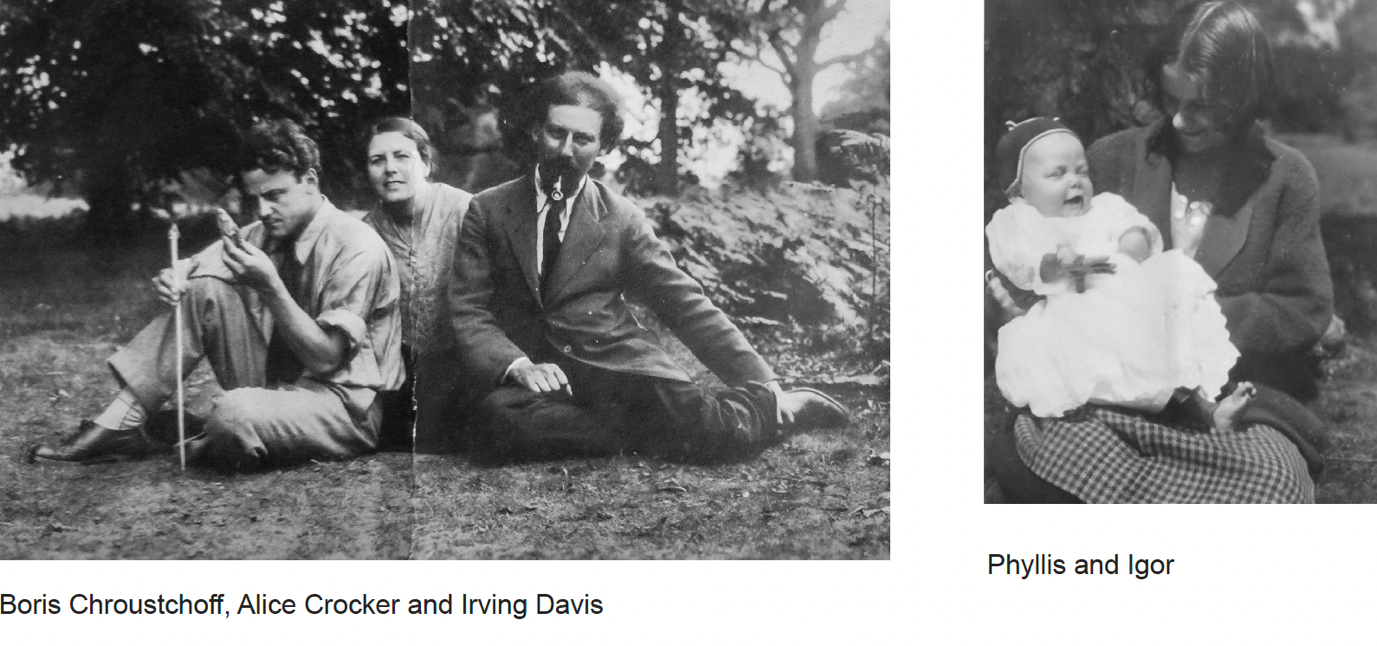 Boris Chroustchoff, Alice Crocker and Irving Davis
Phyllis and Igor